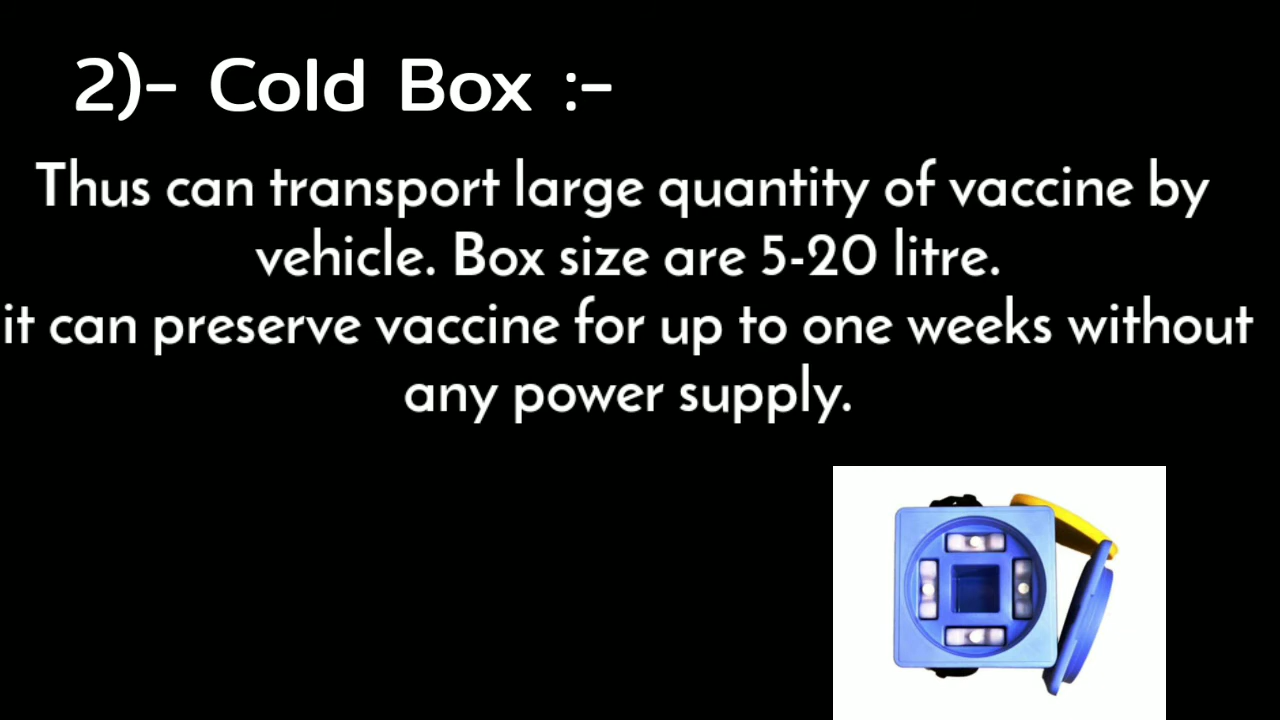 2)- Cold Box :-
Thus can transport large quantity of vaccine by
vehicle. Box size are 5-20 litre.
it can preserve vaccine for up to one weeks without
any power supply.